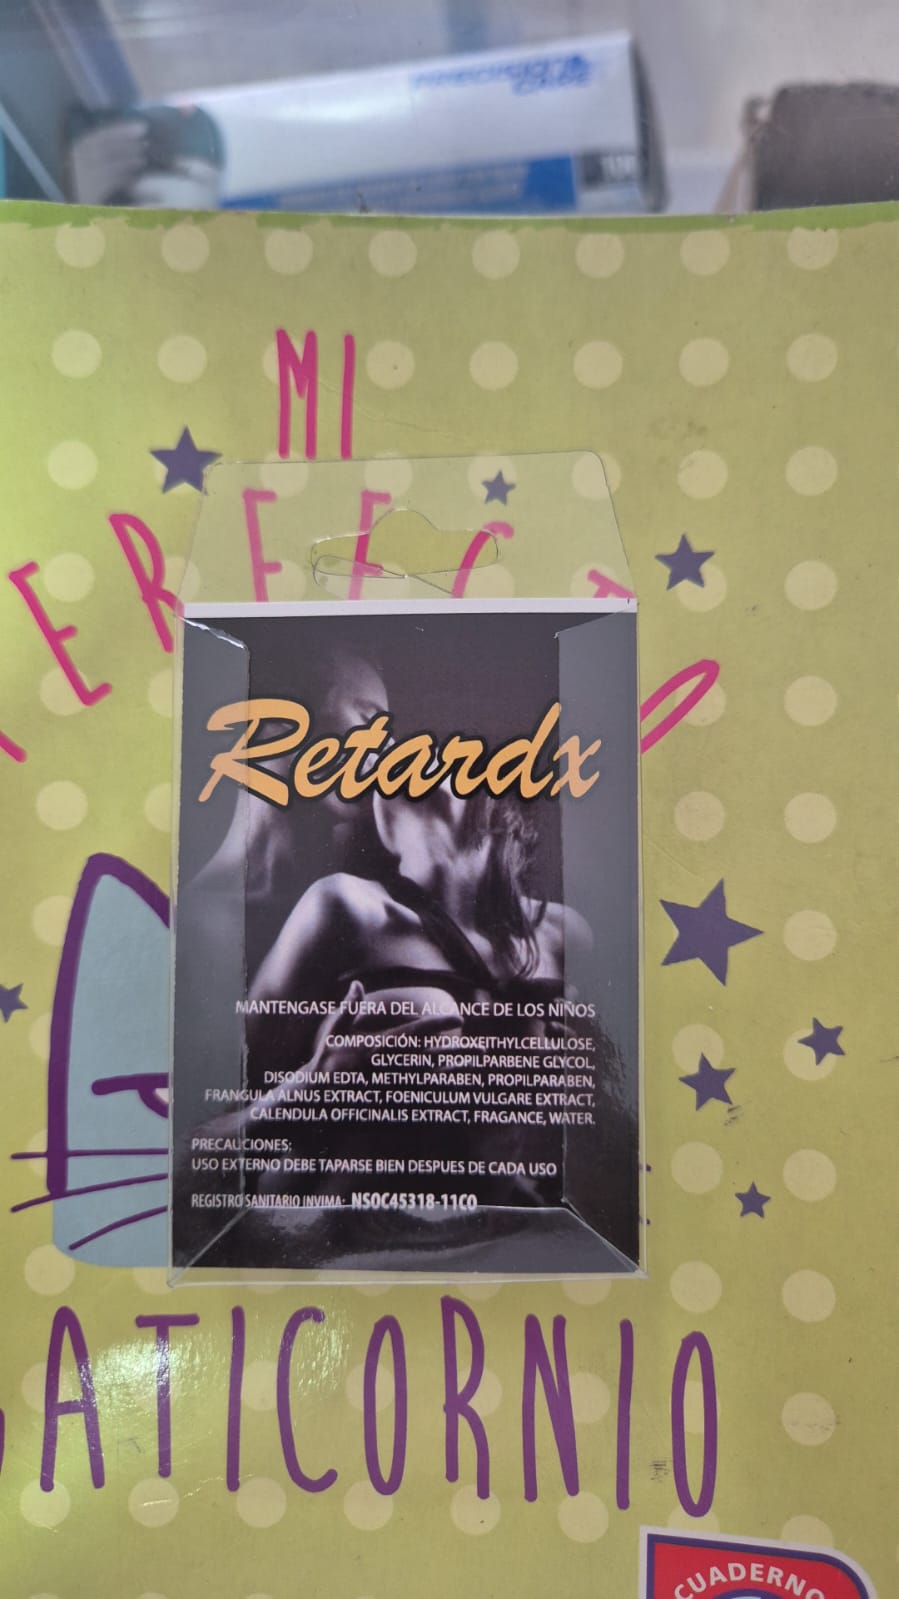 MI
PERFECTO
Retardx
MANTENGASE FUERA DEL ALCANCE DE LOS NIÑOS
COMPOSICIÓN: HYDROXEITHYLCELLULOSE,
GLYCERIN, PROPILPARBENE GLYCOL,
DISODIUM EDTA, METHYLPARABEN, PROPILPARABEN,
FRANGULA ALNUS EXTRACT, FOENICULUM VULGARE EXTRACT,
CALENDULA OFFICINALIS EXTRACT, FRAGANCE, WATER.
PRECAUCIONES:
USO EXTERNO DEBE TAPARSE BIEN DESPUES DE CADA USO
REGISTRO SANITARIO INVIMA: NSOC45318-11CO
GATICORNIO
CUADERNO